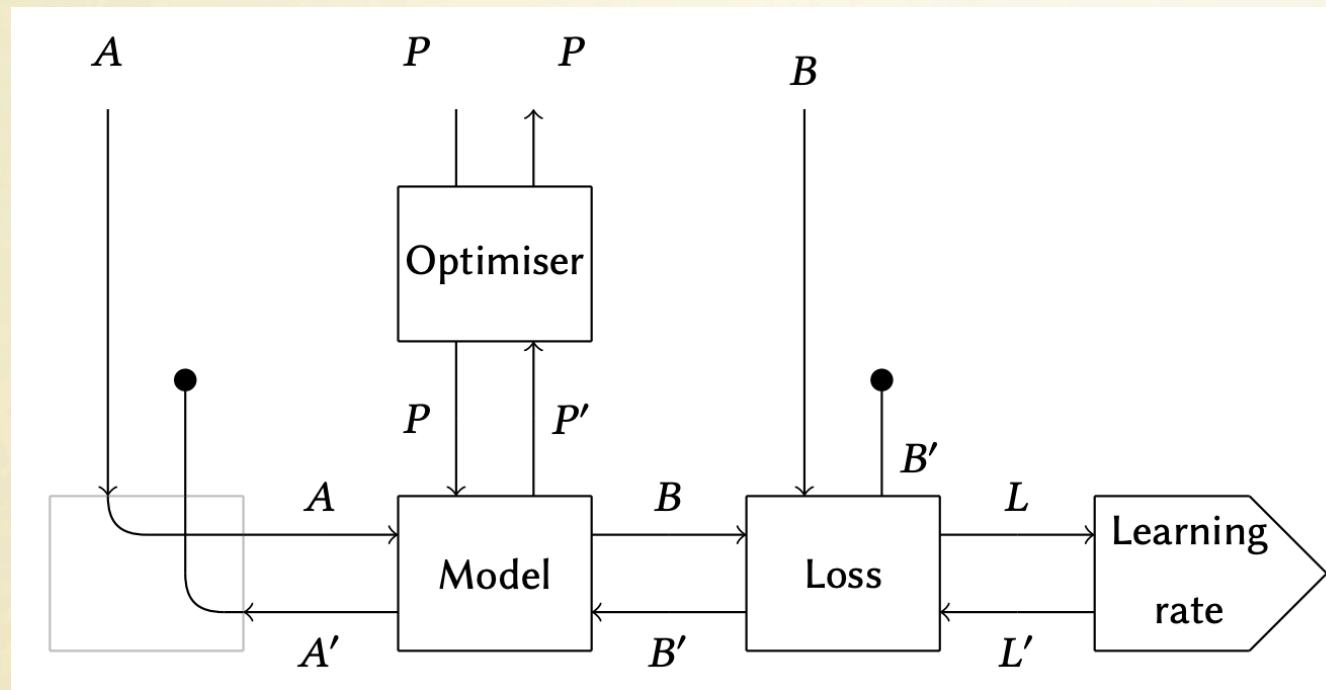 A P P B
Optimiser
P P′ B′
A B L
Model Loss Learning
rate
A′ B′ L′